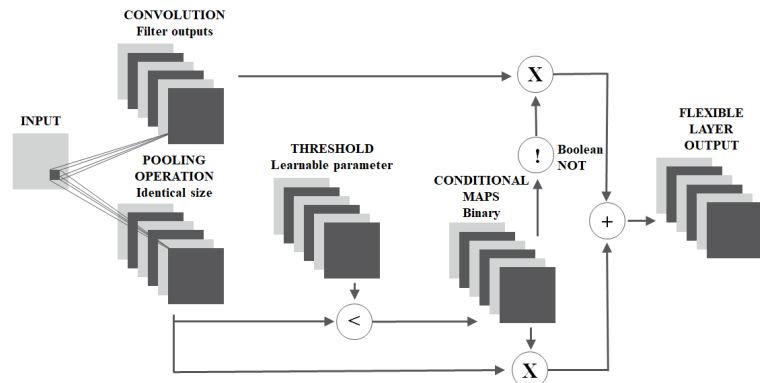 CONVOLUTION
Filter outputs
X
INPUT
THRESHOLD
Learnable parameter
FLEXIBLE
LAYER
OUTPUT
!
Boolean
NOT
POOLING
OPERATION
Identical size
CONDITIONAL
MAPS
Binary
+
<
X